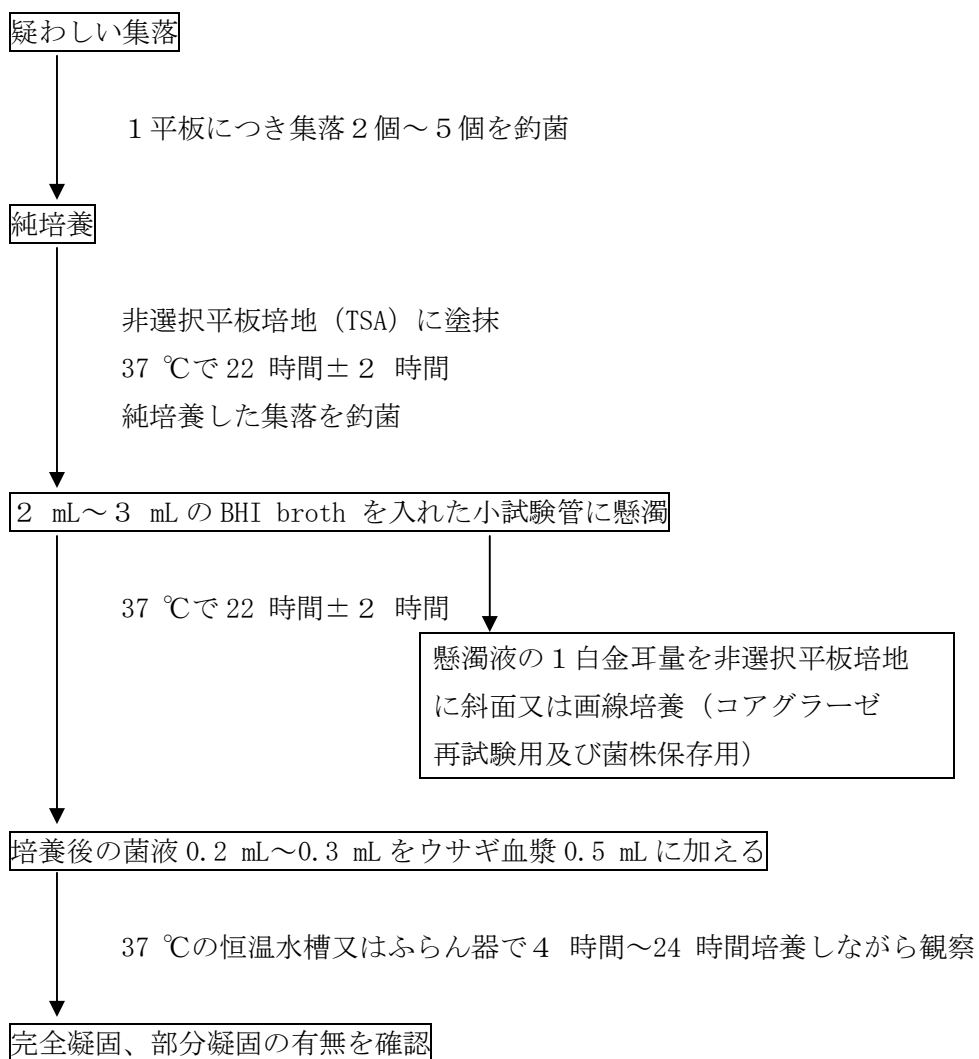 疑わしい集落
１平板につき集落２個～５個を釣菌
純培養
非選択平板培地（TSA）に塗抹
37 ℃で 22 時間±２ 時間
純培養した集落を釣菌
２ mL～３ mL の BHI broth を入れた小試験管に懸濁
37 ℃で 22 時間±２ 時間
懸濁液の１白金耳量を非選択平板培地
に斜面又は画線培養（コアグラーゼ
再試験用及び菌株保存用）
培養後の菌液 0.2 mL～0.3 mL をウサギ血漿 0.5 mL に加える
37 ℃の恒温水槽又はふらん器で４ 時間～24 時間培養しながら観察
完全凝固、部分凝固の有無を確認